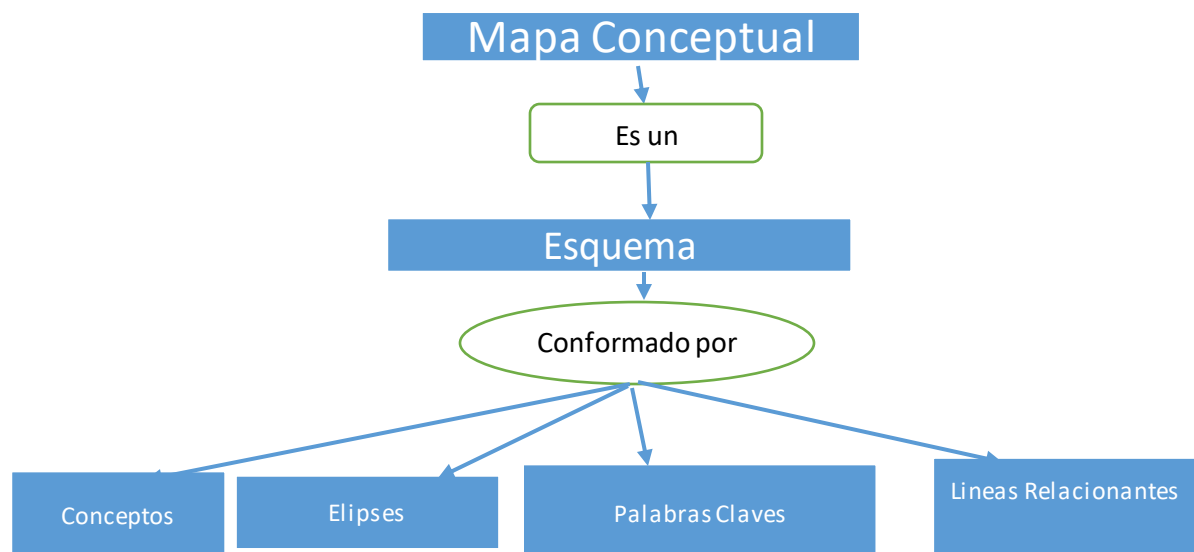 Mapa Conceptual
Es un
Esquema
Conformado por
Conceptos
Elipses
Palabras Claves
Lineas Relacionantes